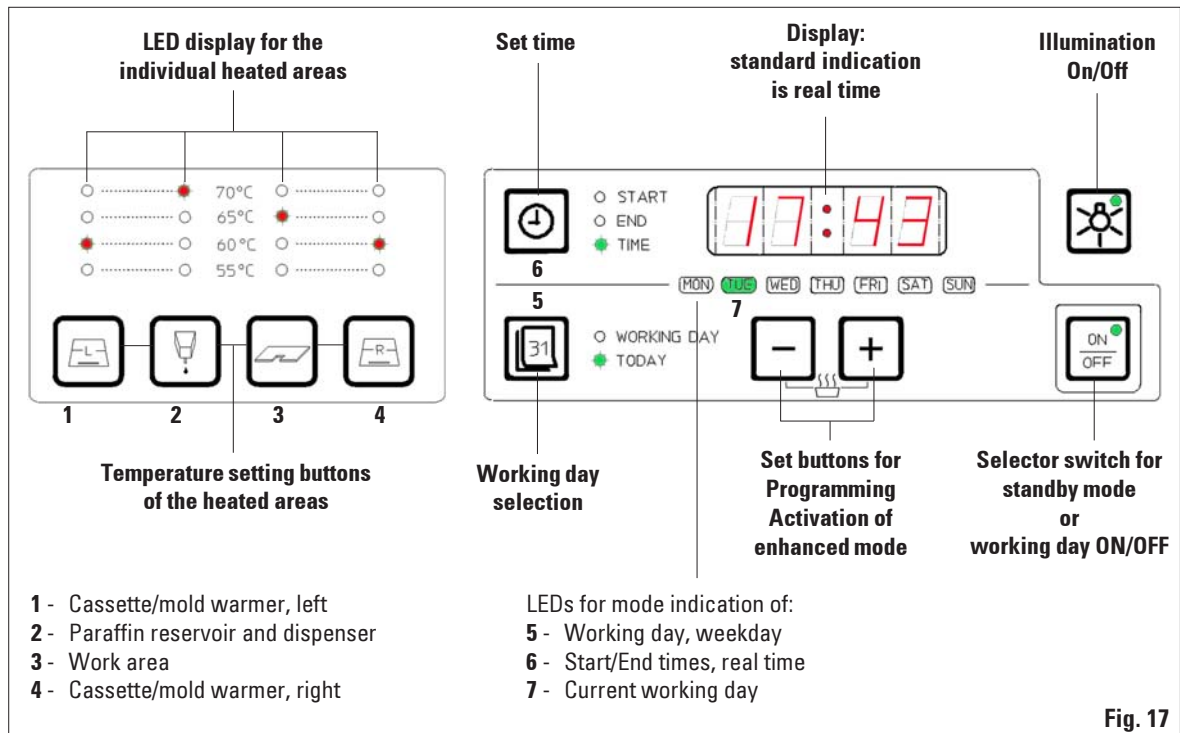 LED display for the
individual heated areas
Set time
Display:
standard indication
is real time
Illumination
On/Off
70°C
65°C
60°C
55°C
START
END
TIME
17:43
6
5
MON TUE WED THU FRI SAT SUN
7
31
WORKING DAY
TODAY
− +
ON
OFF
L R
1 2 3 4
Temperature setting buttons
of the heated areas
Working day
selection
Set buttons for
Programming
Activation of
enhanced mode
Selector switch for
standby mode
or
working day ON/OFF
1 - Cassette/mold warmer, left
2 - Paraffin reservoir and dispenser
3 - Work area
4 - Cassette/mold warmer, right
LEDs for mode indication of:
5 - Working day, weekday
6 - Start/End times, real time
7 - Current working day
Fig. 17